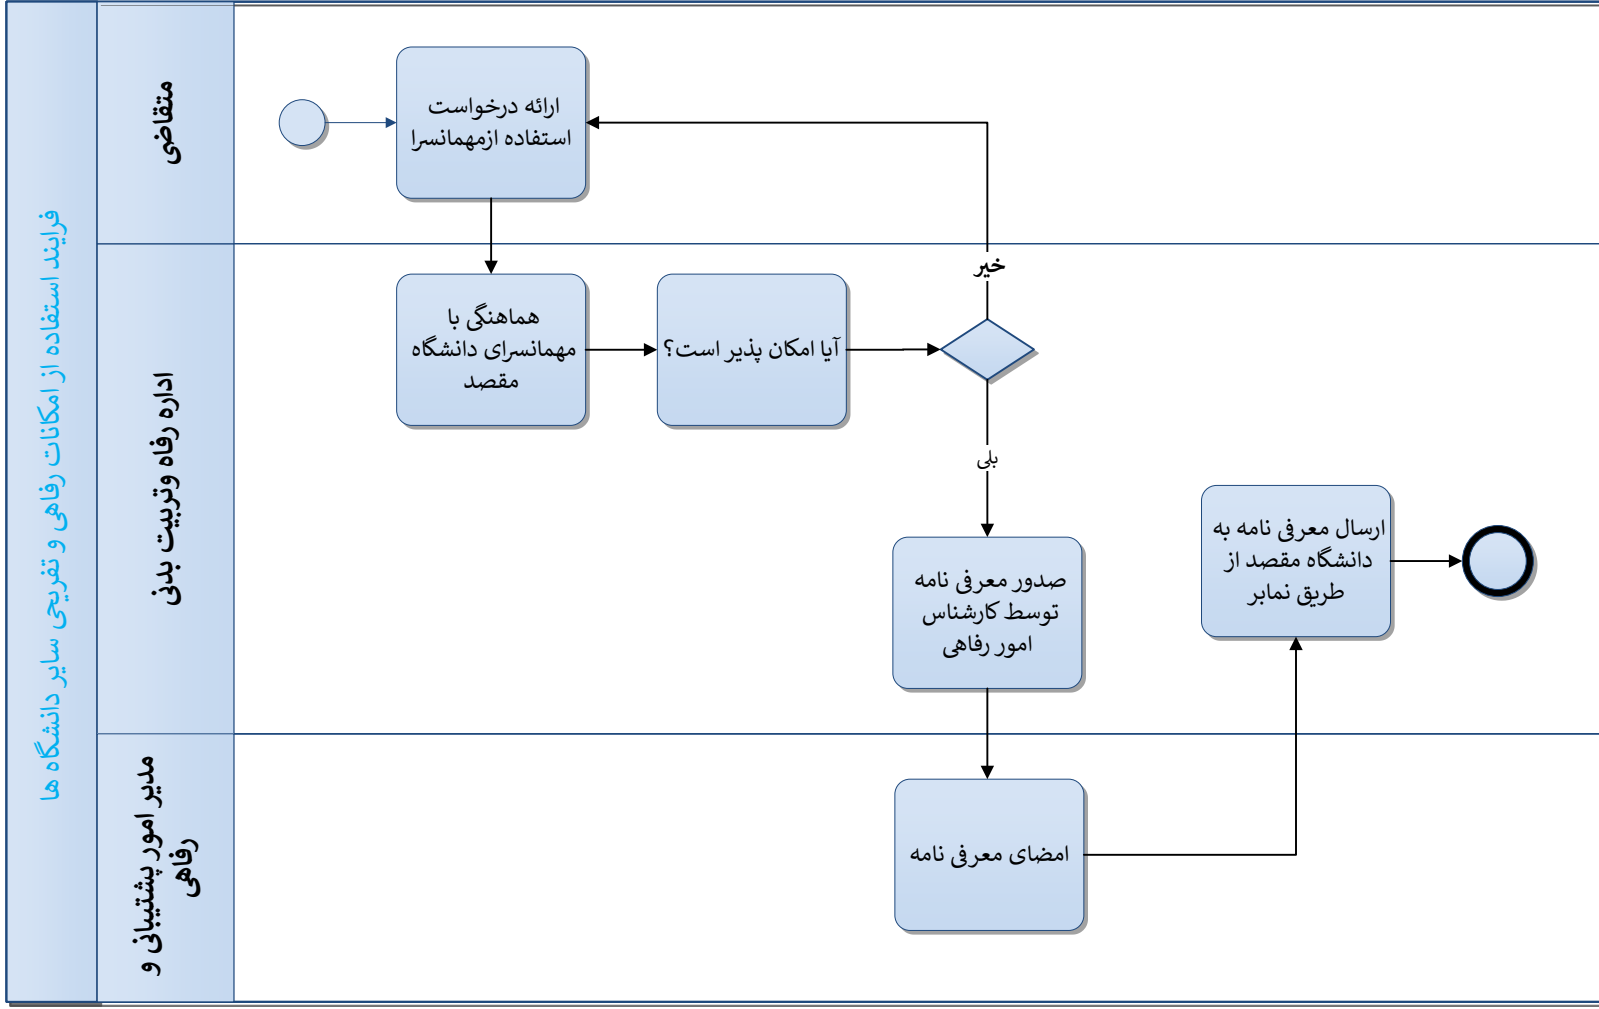 فرایند استفاده از امکانات رفاهی و تفریحی سایر دانشگاه ها
متقاضی
ارائه درخواست
استفاده ازمهمانسرا
اداره رفاه وتربیت بدنی
هماهنگی با
مهمانسرای دانشگاه
مقصد
آیا امکان پذیر است؟
خیر
بلی
صدور معرفی نامه
توسط کارشناس
امور رفاهی
ارسال معرفی نامه به
دانشگاه مقصد از
طریق نمابر
مدیر امور پشتیبانی و
رفاهی
امضای معرفی نامه